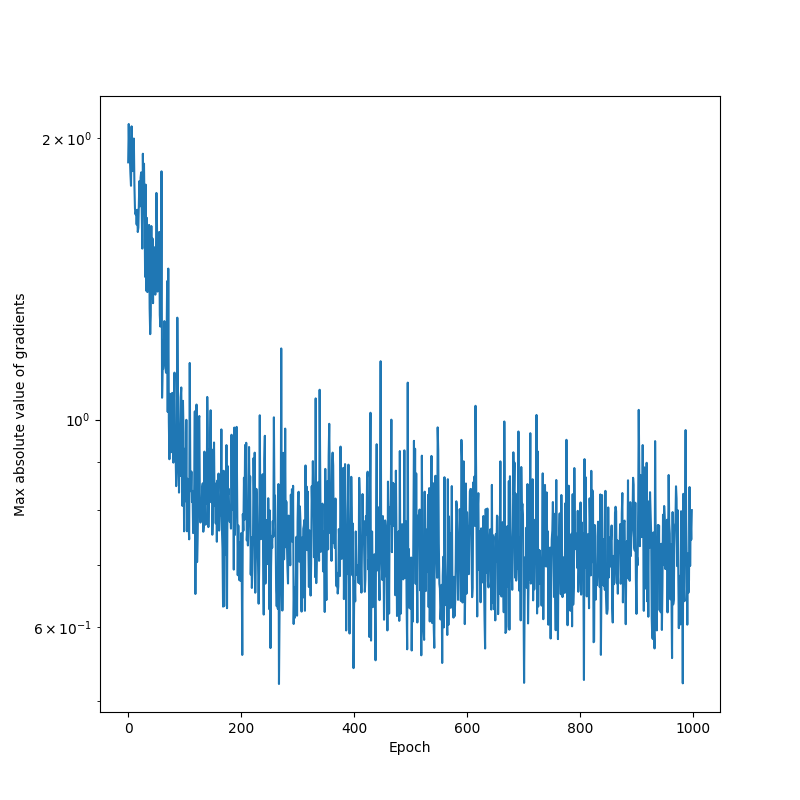 Max absolute value of gradients
2 × 10⁰
10⁰
6 × 10⁻¹
0 200 400 600 800 1000
Epoch